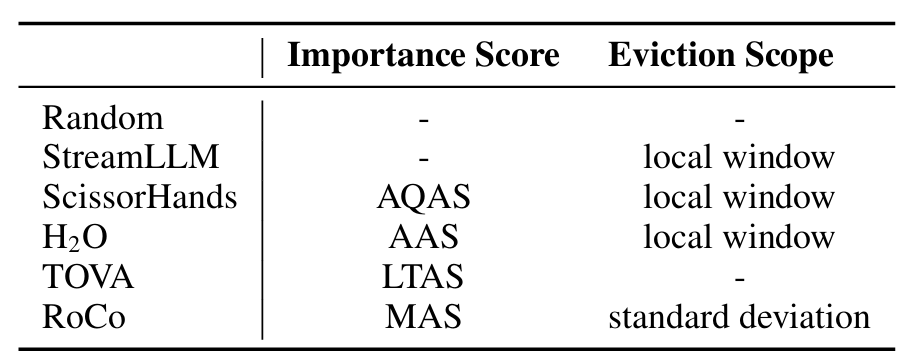 Importance Score Eviction Scope
Random - -
StreamLLM - local window
ScissorHands AQAS local window
H₂O AAS local window
TOVA LTAS -
RoCo MAS standard deviation